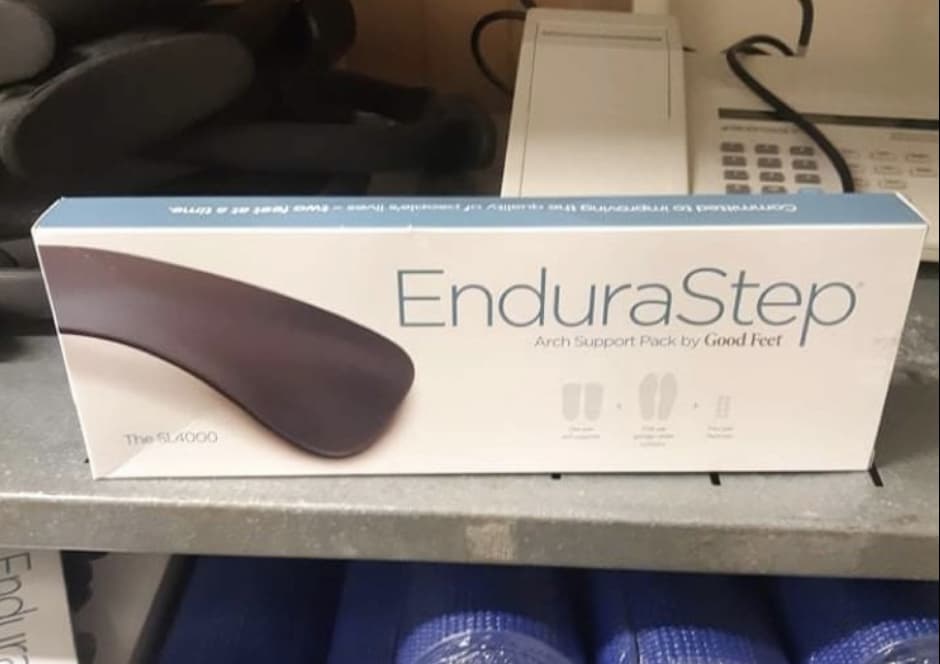 Committed to improving the quality of people's lives – two feet at a time.
EnduraStep®
Arch Support Pack by Good Feet
The SL4000
Endura